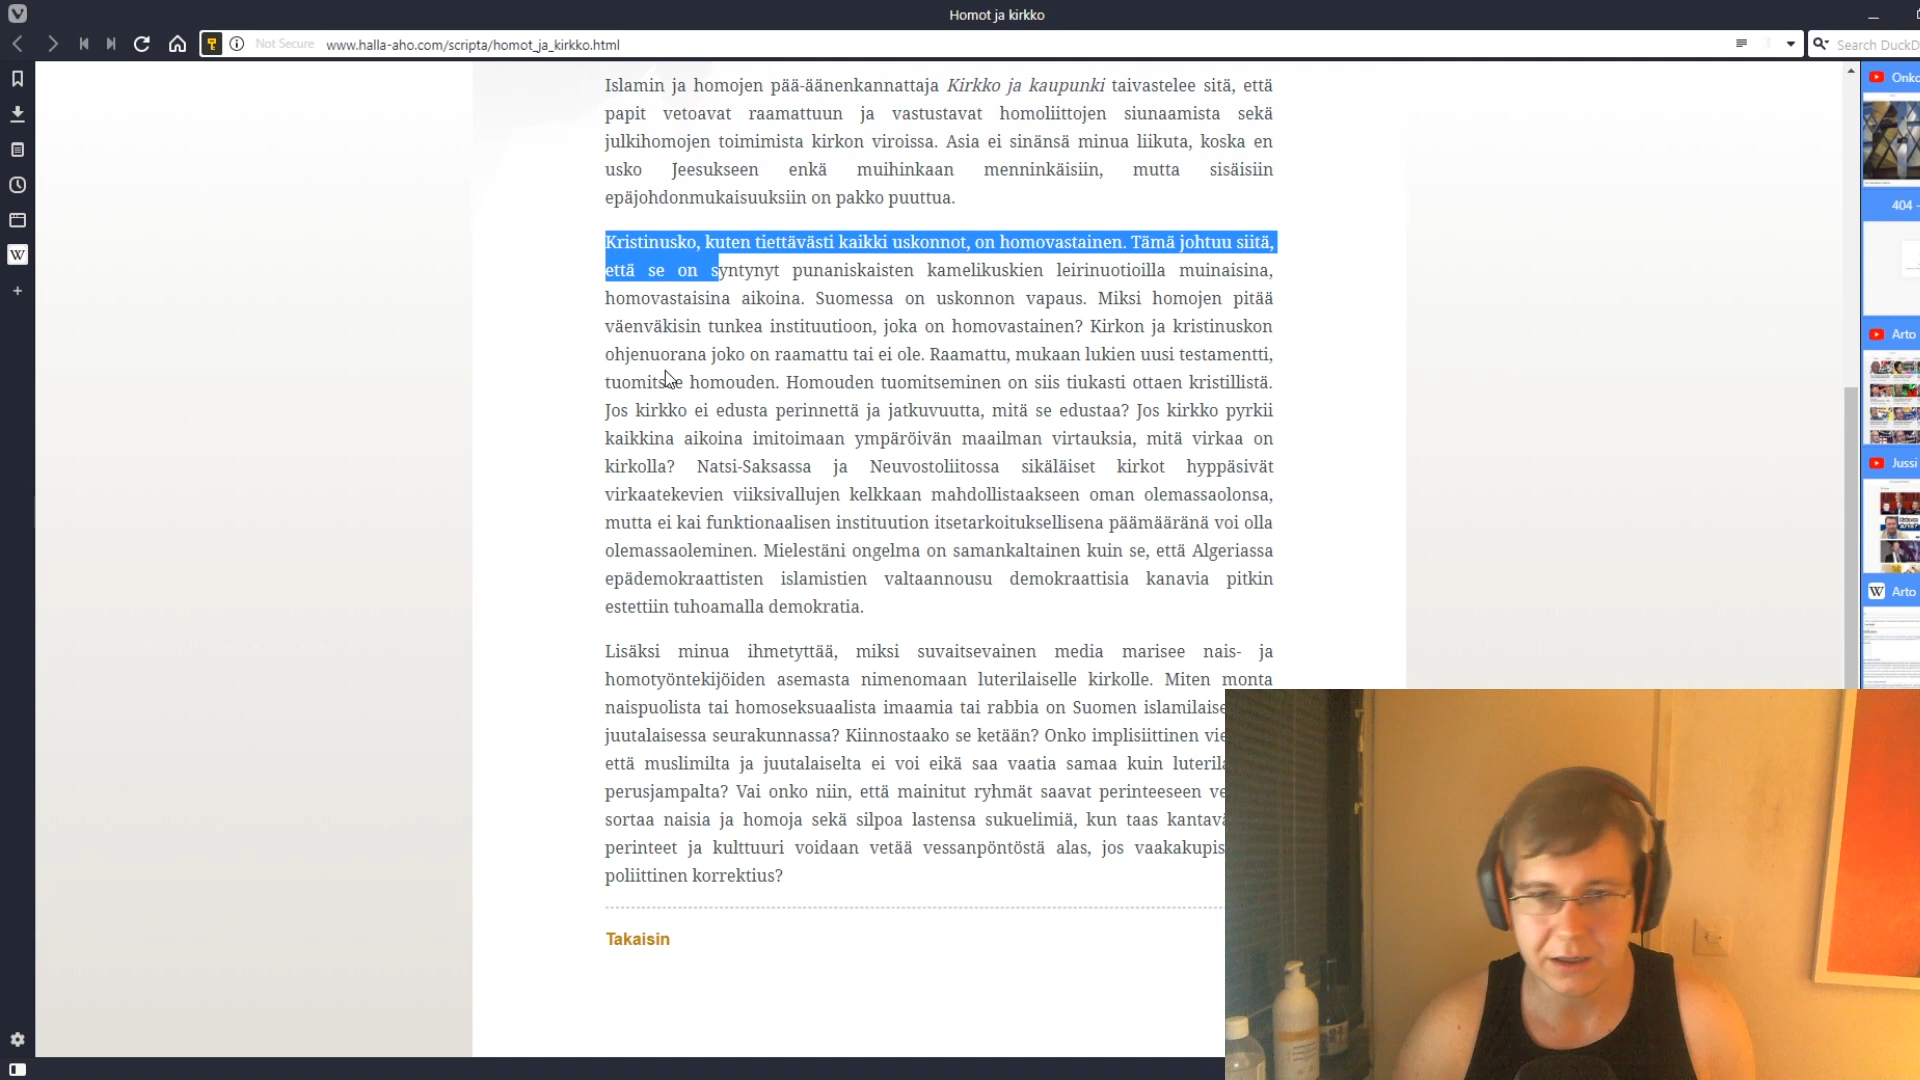 Homot ja kirkko
Not Secure
www.halla-aho.com/scripta/homot_ja_kirkko.html
Search DuckD
Islamin ja homojen pää-äänenkannattaja Kirkko ja kaupunki taivastelee sitä, että
papit vetoavat raamattuun ja vastustavat homoliittojen siunaamista sekä
julkihomojen toimimista kirkon viroissa. Asia ei sinänsä minua liikuta, koska en
usko Jeesukseen enkä muihinkaan menninkäisiin, mutta sisäisiin
epäjohdonmukaisuuksiin on pakko puuttua.
Kristinusko, kuten tiettävästi kaikki uskonnot, on homovastainen. Tämä johtuu siitä,
että se on syntynyt punaniskaisten kamelikuskien leirinuotioilla muinaisina,
homovastaisina aikoina. Suomessa on uskonnon vapaus. Miksi homojen pitää
väenväkisin tunkea instituutioon, joka on homovastainen? Kirkon ja kristinuskon
ohjenuorana joko on raamattu tai ei ole. Raamattu, mukaan lukien uusi testamentti,
tuomitsee homouden. Homouden tuomitseminen on siis tiukasti ottaen kristillistä.
Jos kirkko ei edusta perinnettä ja jatkuvuutta, mitä se edustaa? Jos kirkko pyrkii
kaikkina aikoina imitoimaan ympäröivän maailman virtauksia, mitä virkaa on
kirkolla? Natsi-Saksassa ja Neuvostoliitossa sikäläiset kirkot hyppäsivät
virkaatekevien viiksivallujen kelkkaan mahdollistaakseen oman olemassaolonsa,
mutta ei kai funktionaalisen instituution itsetarkoituksellisena päämääränä voi olla
olemassaoleminen. Mielestäni ongelma on samankaltainen kuin se, että Algeriassa
epädemokraattisten islamistien valtaannousu demokraattisia kanavia pitkin
estettiin tuhoamalla demokratia.
Lisäksi minua ihmetyttää, miksi suvaitsevainen media marisee nais- ja
homotyöntekijöiden asemasta nimenomaan luterilaiselle kirkolle. Miten monta
naispuolista tai homoseksuaalista imaamia tai rabbia on Suomen islamilaise
juutalaisessa seurakunnassa? Kiinnostaako se ketään? Onko implisiittinen vie
että muslimilta ja juutalaiselta ei voi eikä saa vaatia samaa kuin luterila
perusjampalta? Vai onko niin, että mainitut ryhmät saavat perinteeseen ve
sortaa naisia ja homoja sekä silpoa lastensa sukuelimiä, kun taas kantavä
perinteet ja kulttuuri voidaan vetää vessanpöntöstä alas, jos vaakakupis
poliittinen korrektius?
Takaisin
Onko
404 -
Arto
Jussi
W Arto